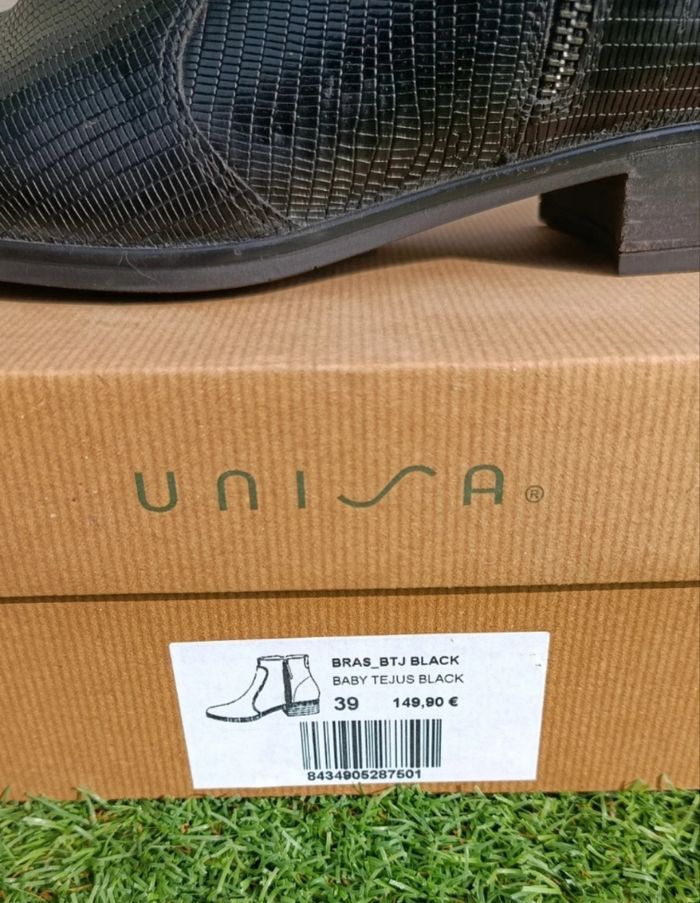 UNISA®
BRAS_BTJ BLACK
BABY TEJUS BLACK
39 149,90 €
8434905287501